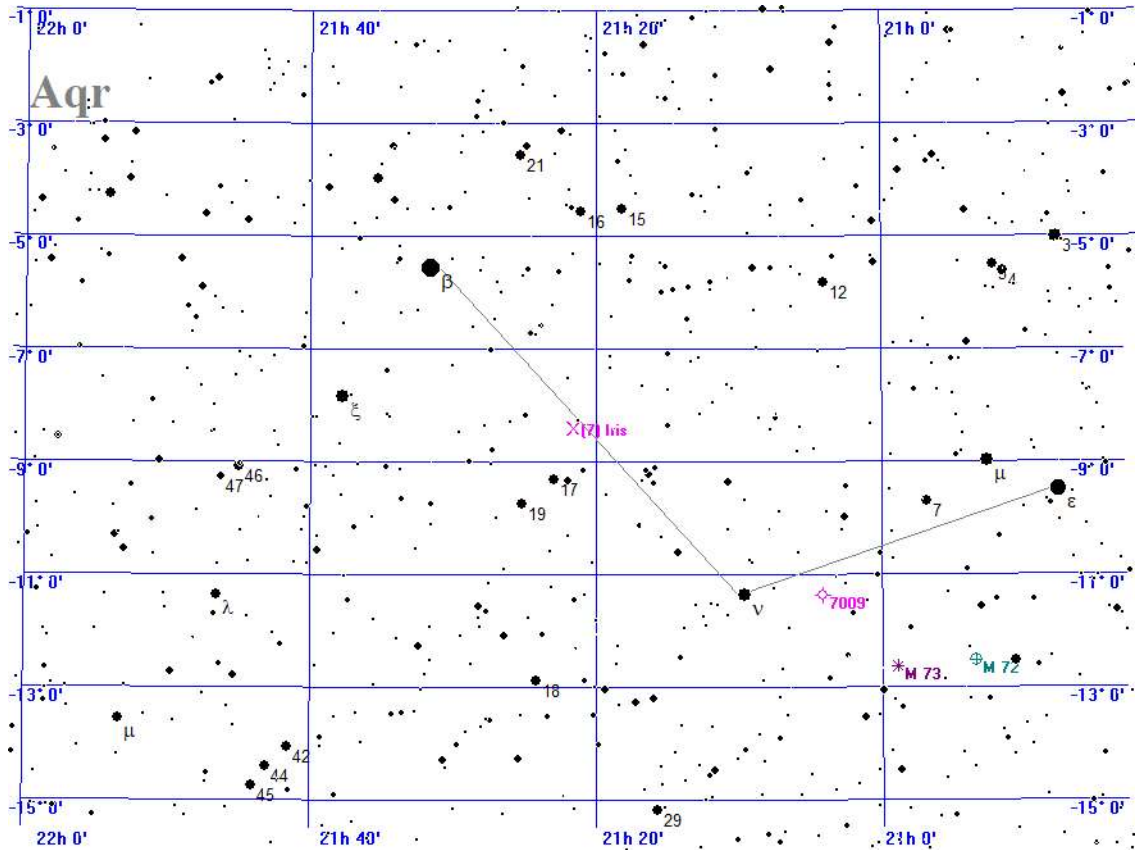 22h 0' 21h 40' 21h 20' 21h 0'
-1° 0' -1° 0'
Aqr
-3° 0' -3° 0'
21
16 15
-5° 0' -5° 0'
3
4
β 12
-7° 0' -7° 0'
ξ
(7) Iris
-9° 0' -9° 0'
46 μ
47 17 7 ε
19
-11° 0' -11° 0'
λ ν 7009
M 73 M 72
-13° 0' 18 -13° 0'
μ
42
44
45
-15° 0' -15° 0'
29
22h 0' 21h 40' 21h 20' 21h 0'